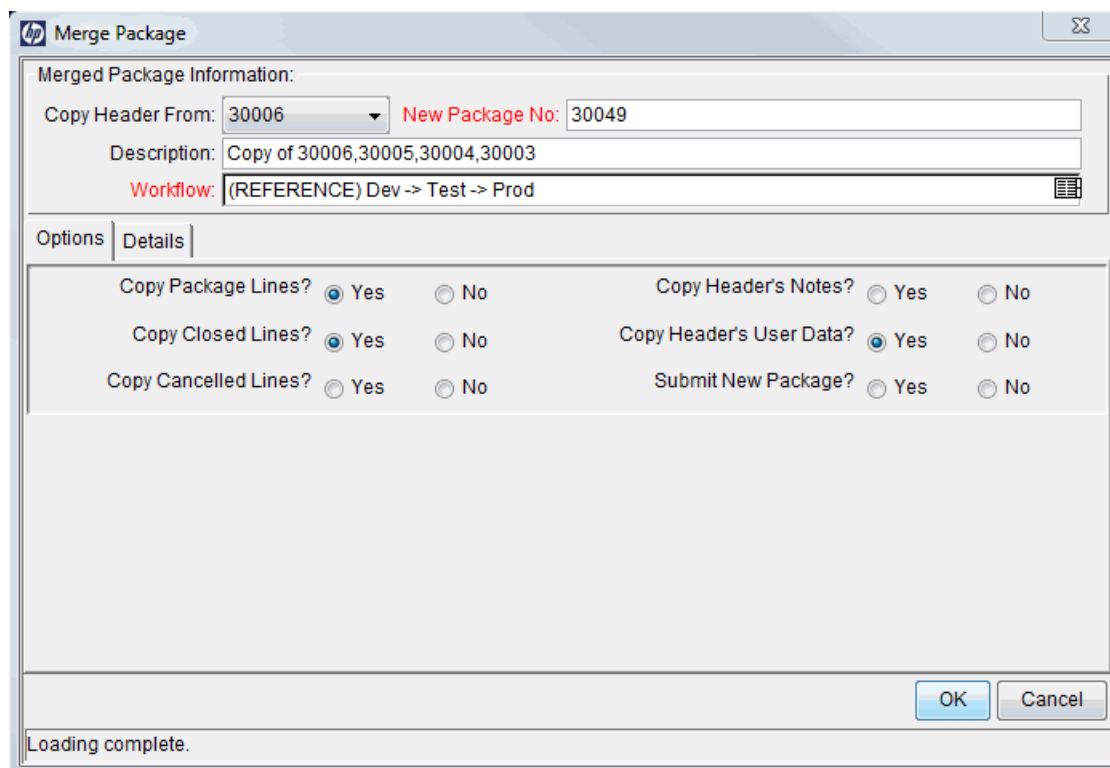 hp Merge Package
Merged Package Information:
Copy Header From: 30006 New Package No: 30049
Description: Copy of 30006,30005,30004,30003
Workflow: (REFERENCE) Dev -> Test -> Prod
Options Details
Copy Package Lines? Yes No Copy Header's Notes? Yes No
Copy Closed Lines? Yes No Copy Header's User Data? Yes No
Copy Cancelled Lines? Yes No Submit New Package? Yes No
OK Cancel
Loading complete.